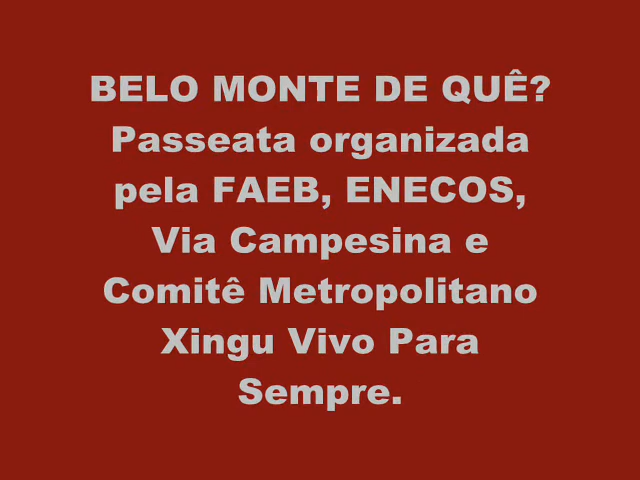 BELO MONTE DE QUÊ?
Passeata organizada
pela FAEB, ENECOS,
Via Campesina e
Comitê Metropolitano
Xingu Vivo Para
Sempre.